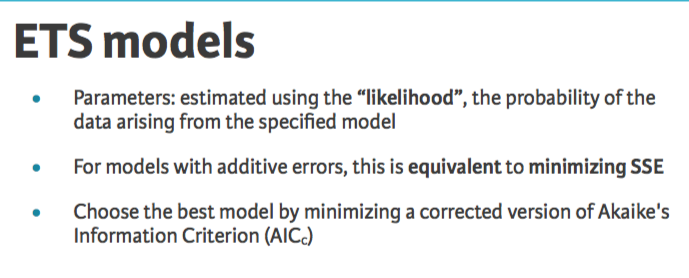 ETS models
• Parameters: estimated using the “likelihood”, the probability of the
data arising from the specified model
• For models with additive errors, this is equivalent to minimizing SSE
• Choose the best model by minimizing a corrected version of Akaike's
Information Criterion (AICc)